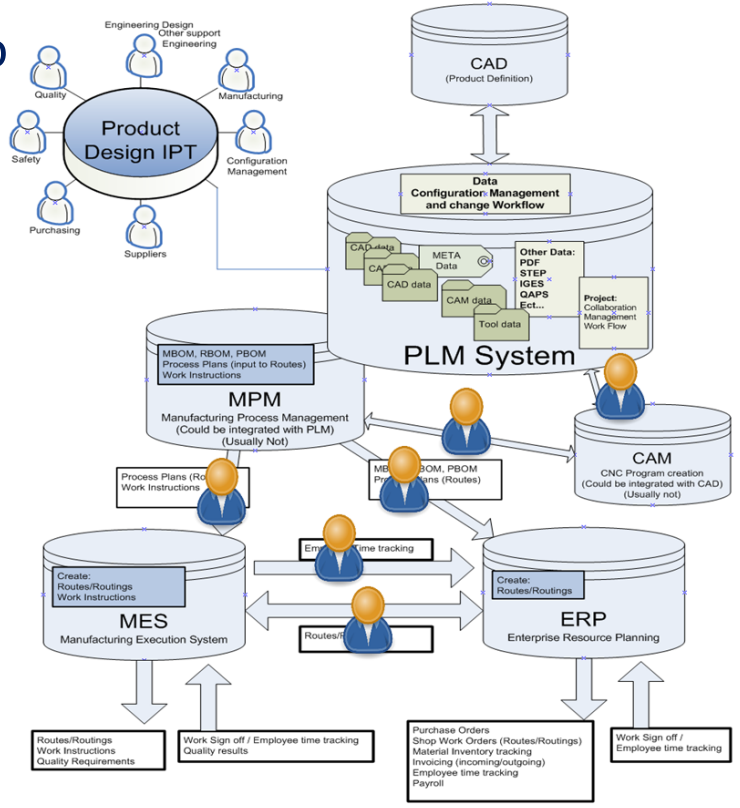 Engineering Design
Other support
Engineering
Quality
Manufacturing
Product
Design IPT
Safety
Configuration
Management
Purchasing
Suppliers
CAD
(Product Definition)
Data
Configuration Management
and change Workflow
CAD data
CAD data
META
Data
CAM data
Tool data
Other Data:
PDF
STEP
IGES
QAPS
Ect...
Project:
Collaboration
Management
Work Flow
PLM System
MBOM, RBOM, PBOM
Process Plans (input to Routes)
Work Instructions
MPM
Manufacturing Process Management
(Could be integrated with PLM)
(Usually Not)
CAM
CNC Program creation
(Could be integrated with CAD)
(Usually not)
Process Plans
Work Instructions
PBOM
(Routes)
Time tracking
Create:
Routes/Routings
Work Instructions
MES
Manufacturing Execution System
Create:
Routes/Routings
ERP
Enterprise Resource Planning
Routes/Routings
Work Instructions
Quality Requirements
Work Sign off / Employee time tracking
Quality results
Purchase Orders
Shop Work Orders (Routes/Routings)
Material Inventory tracking
Invoicing (incoming/outgoing)
Employee time tracking
Payroll
Work Sign off /
Employee time tracking